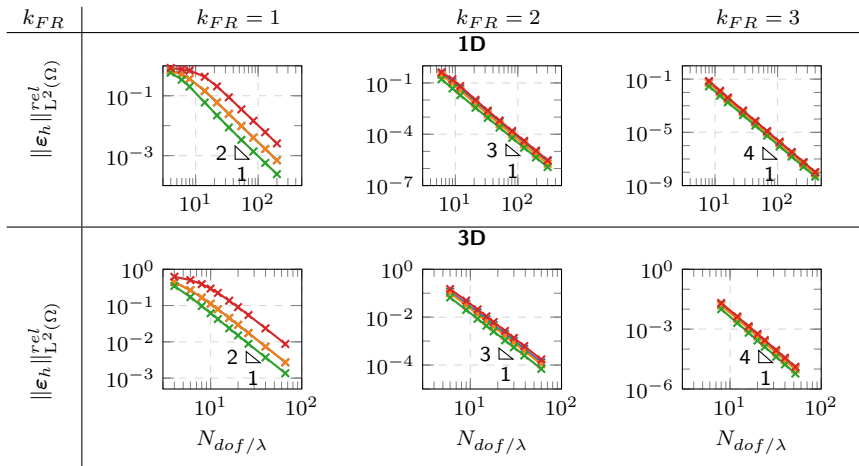 k_{FR} k_{FR} = 1 k_{FR} = 2 k_{FR} = 3
1D
‖ε_h‖^{rel}_{L²(Ω)}
10^{-1} 10^{-3} 10^1 10^2 2 1
10^{-1} 10^{-4} 10^{-7} 10^1 10^2 3 1
10^{-1} 10^{-5} 10^{-9} 10^1 10^2 4 1
3D
‖ε_h‖^{rel}_{L²(Ω)}
10^0 10^{-1} 10^{-2} 10^{-3} 10^1 10^2 2 1
10^0 10^{-2} 10^{-4} 10^1 10^2 3 1
10^0 10^{-3} 10^{-6} 10^1 10^2 4 1
N_{dof/λ} N_{dof/λ} N_{dof/λ}